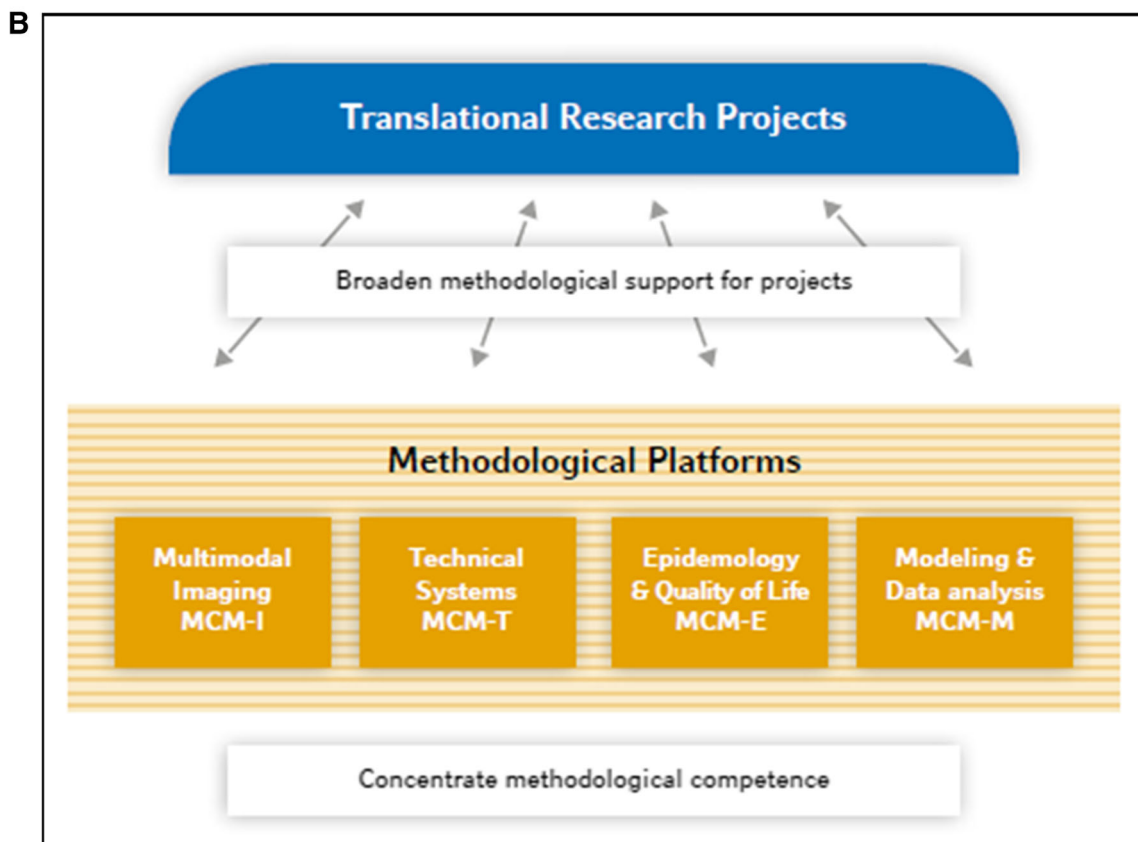 B
Translational Research Projects
Broaden methodological support for projects
Methodological Platforms
Multimodal
Imaging
MCM-I
Technical
Systems
MCM-T
Epidemology
& Quality of Life
MCM-E
Modeling &
Data analysis
MCM-M
Concentrate methodological competence